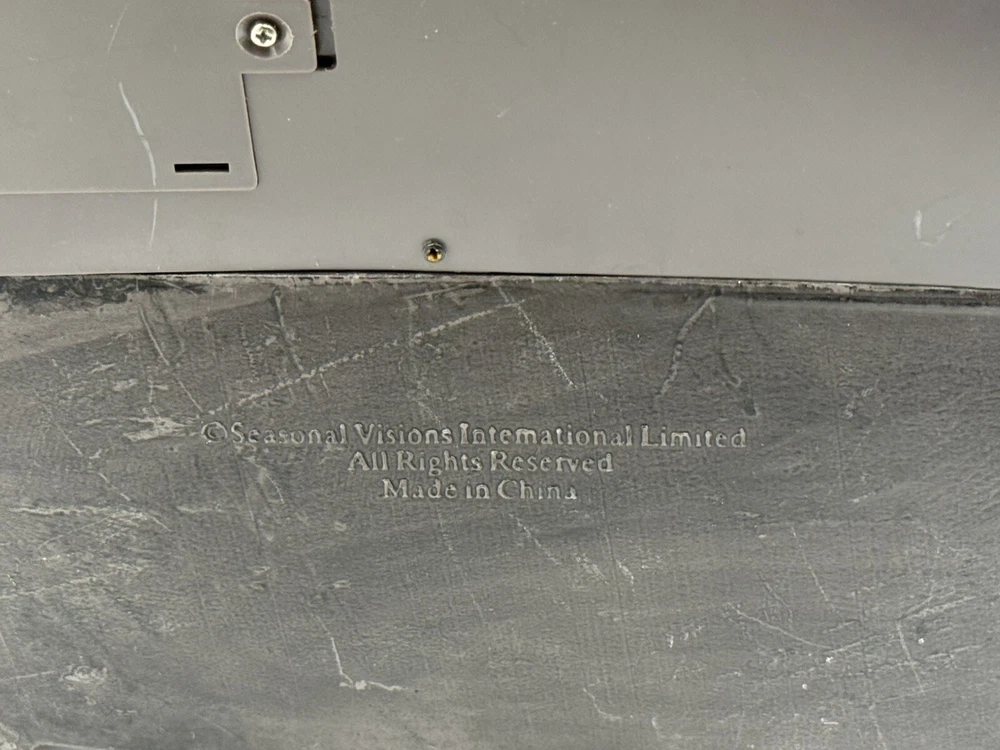 ©Seasonal Visions International Limited
All Rights Reserved
Made in China